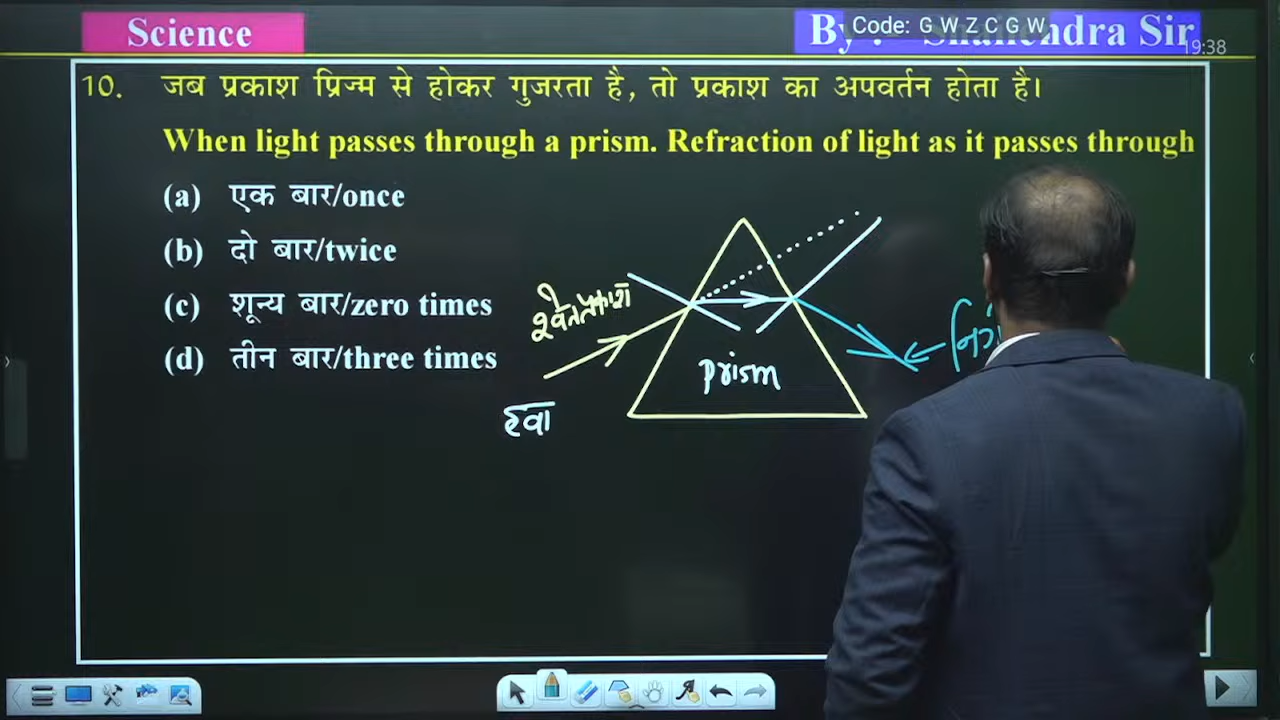 Science
By :- Shailendra Sir
Code: G W Z C G W
19:38
10. जब प्रकाश प्रिज्म से होकर गुजरता है, तो प्रकाश का अपवर्तन होता है।
When light passes through a prism. Refraction of light as it passes through
(a) एक बार/once
(b) दो बार/twice
(c) शून्य बार/zero times
(d) तीन बार/three times
श्वेत प्रकाश
prism
हवा